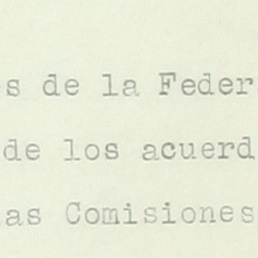 s de la Feder
de los acuerd
as Comisiones